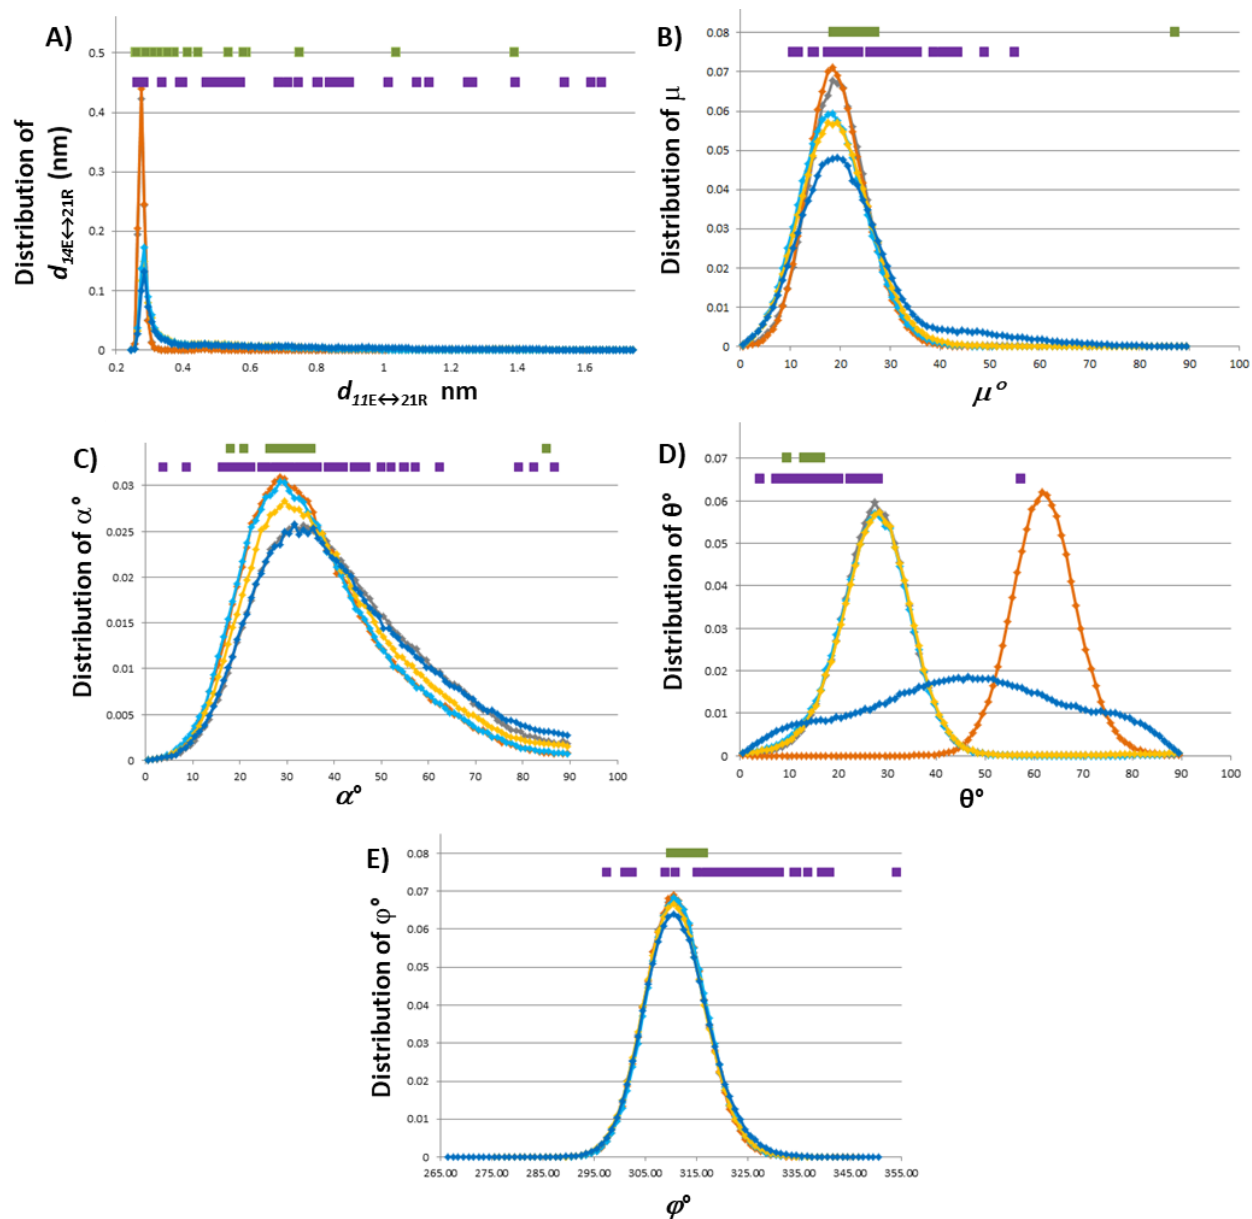 A)
0.5
0.4
0.3
0.2
0.1
0
0.2 0.4 0.6 0.8 1 1.2 1.4 1.6
Distribution of
d14E↔21R (nm)
d11E↔21R nm
B)
0.08
0.07
0.06
0.05
0.04
0.03
0.02
0.01
0
0 10 20 30 40 50 60 70 80 90 100
Distribution of μ
μ°
C)
0.03
0.025
0.02
0.015
0.01
0.005
0
0 10 20 30 40 50 60 70 80 90 100
Distribution of α°
α°
D)
0.07
0.06
0.05
0.04
0.03
0.02
0.01
0
0 10 20 30 40 50 60 70 80 90 100
Distribution of θ°
θ°
E)
0.08
0.07
0.06
0.05
0.04
0.03
0.02
0.01
0
265.00 275.00 285.00 295.00 305.00 315.00 325.00 335.00 345.00 355.00
Distribution of φ°
φ°